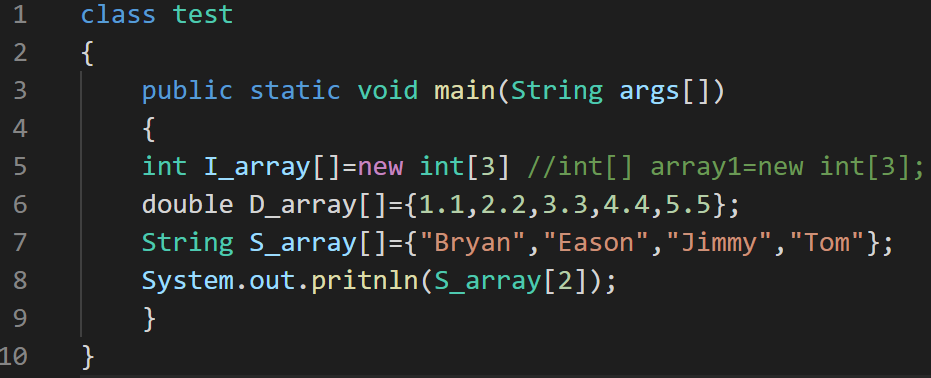 1 class test
2 {
3 public static void main(String args[])
4 {
5 int I_array[]=new int[3] //int[] array1=new int[3];
6 double D_array[]={1.1,2.2,3.3,4.4,5.5};
7 String S_array[]={"Bryan","Eason","Jimmy","Tom"};
8 System.out.pritnln(S_array[2]);
9 }
10 }